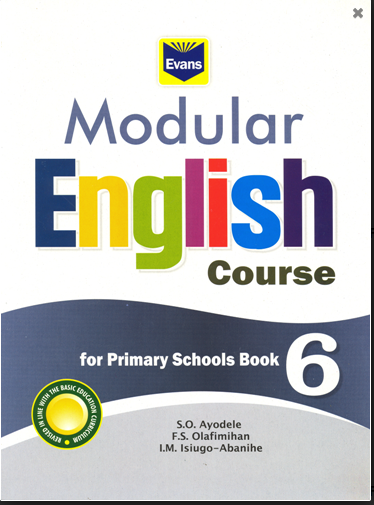 Evans
Modular
English
Course
for Primary Schools Book 6
REVISED IN LINE WITH THE BASIC EDUCATION CURRICULUM
S.O. Ayodele
F.S. Olafimihan
I.M. Isiugo-Abanihe